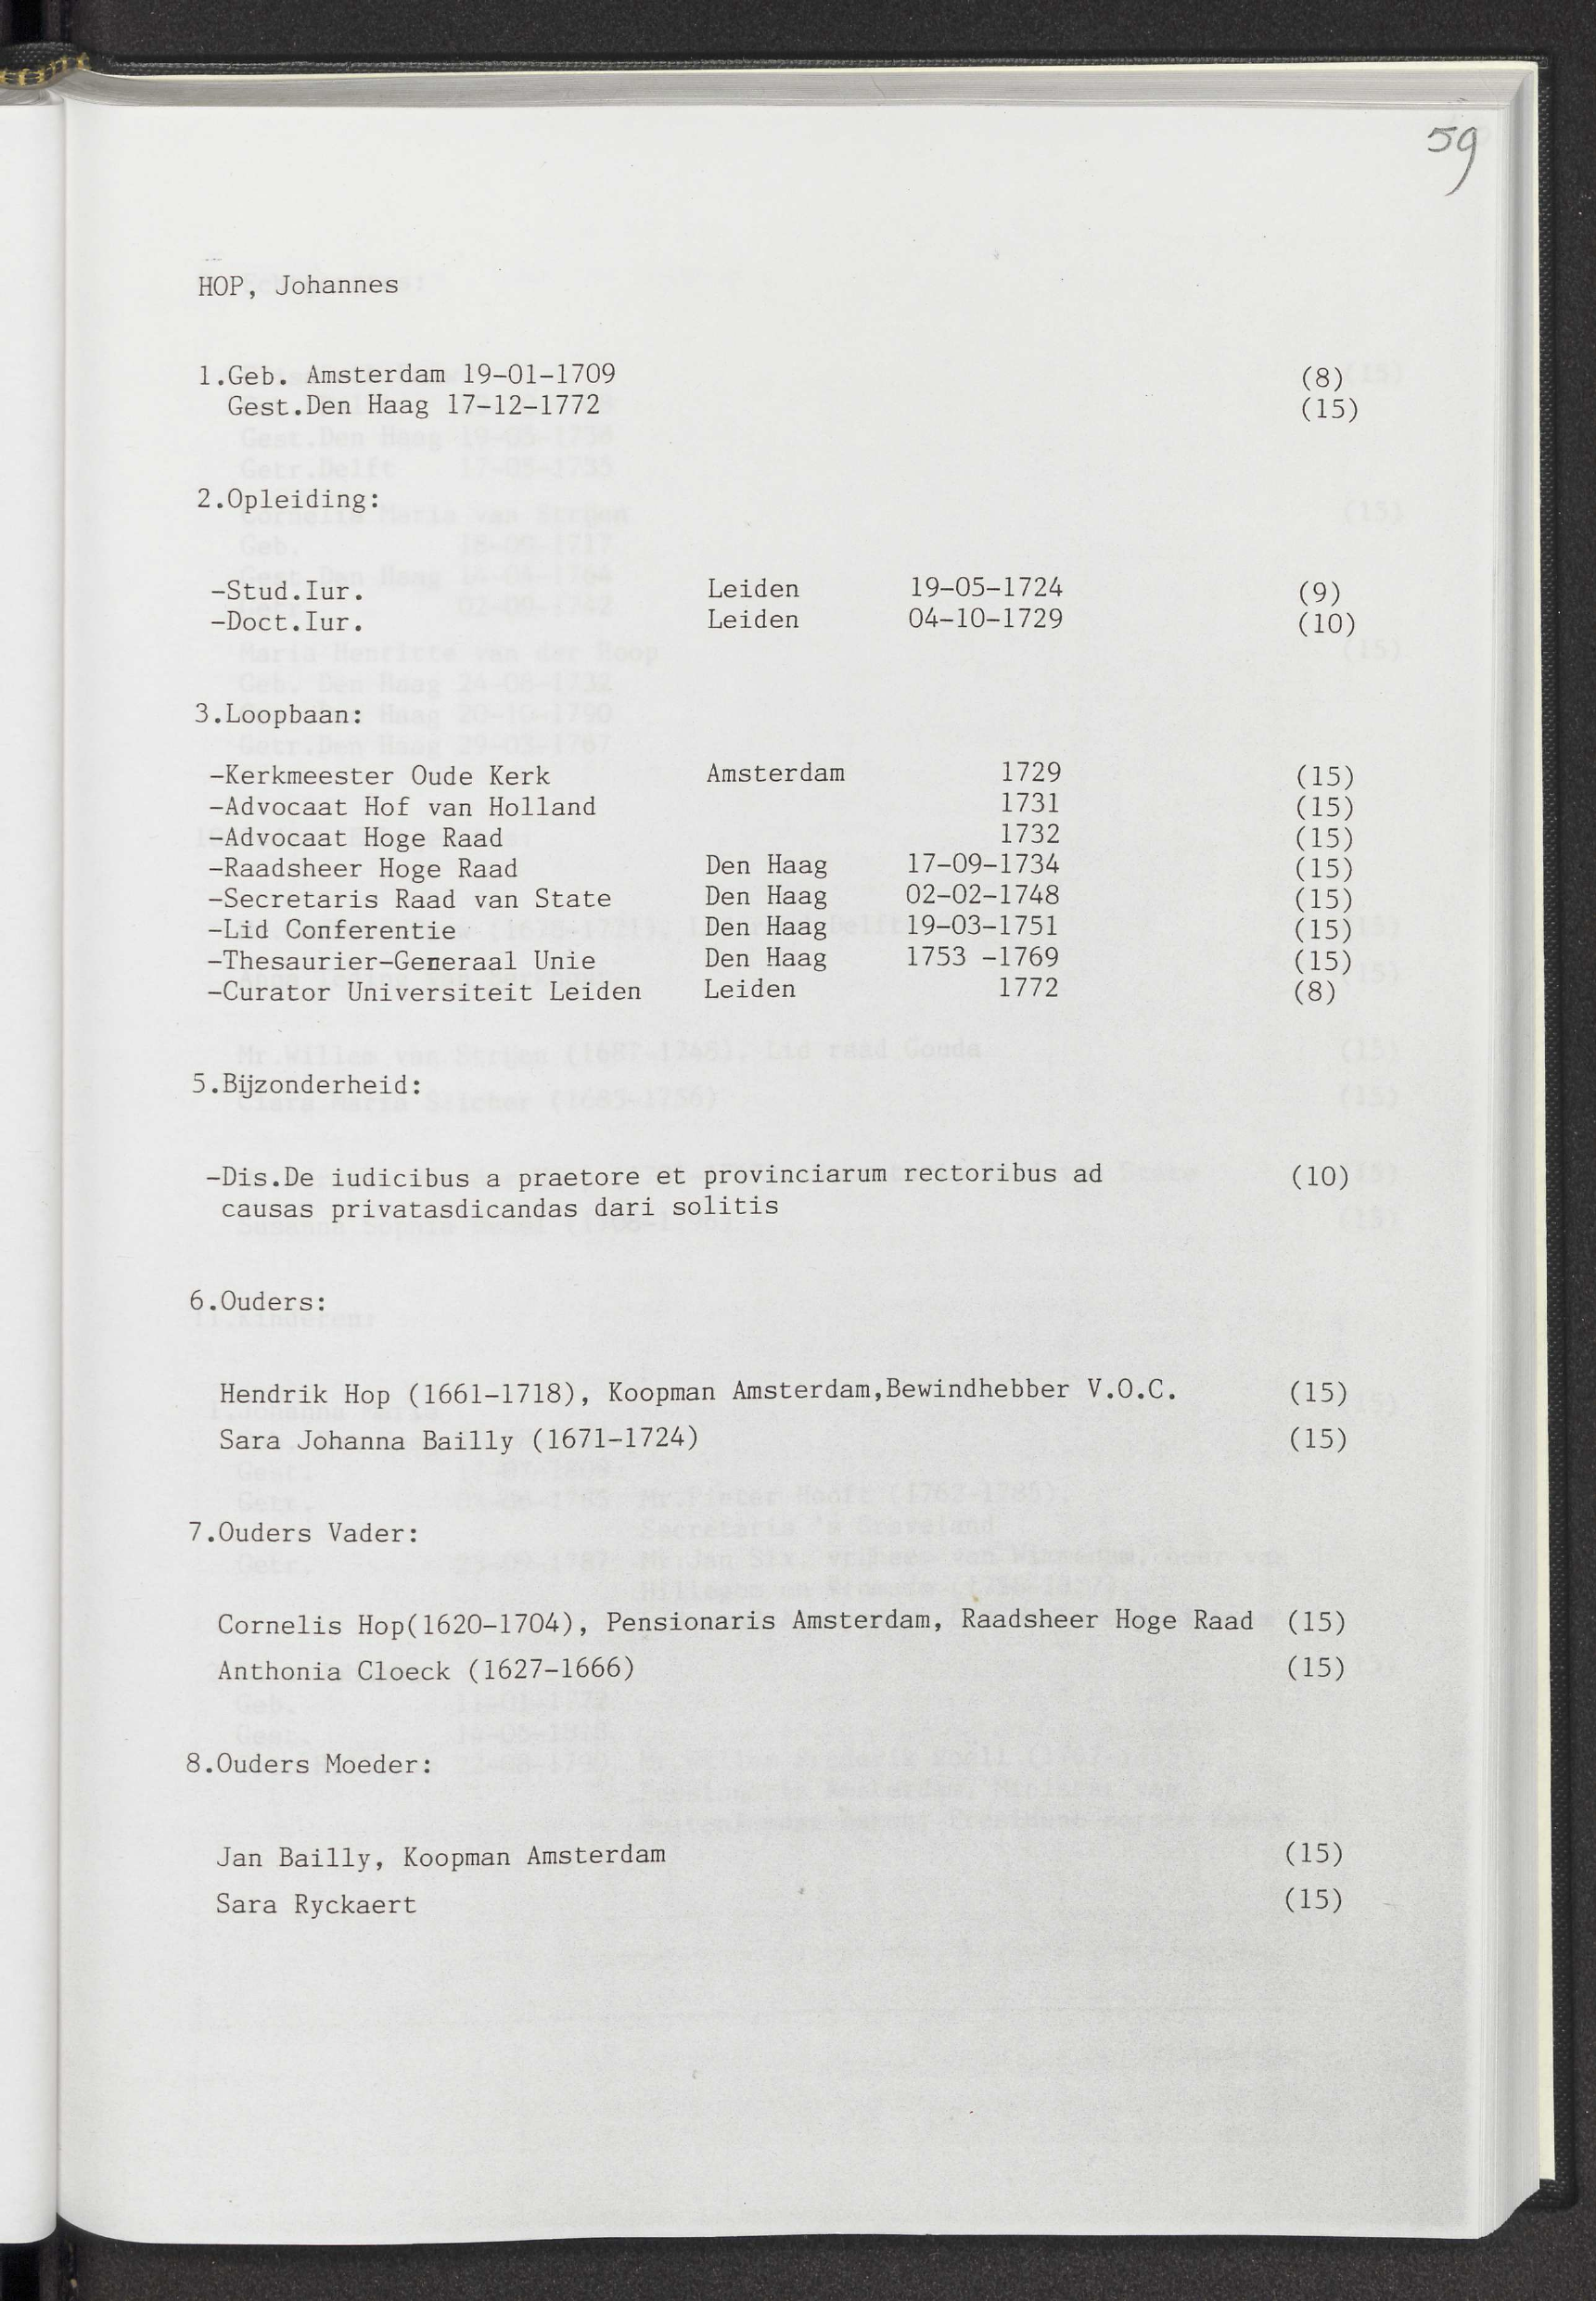 59
HOP, Johannes
1.Geb. Amsterdam 19-01-1709 (8)
Gest.Den Haag 17-12-1772 (15)
2.Opleiding:
-Stud.Iur. Leiden 19-05-1724 (9)
-Doct.Iur. Leiden 04-10-1729 (10)
3.Loopbaan:
-Kerkmeester Oude Kerk Amsterdam 1729 (15)
-Advocaat Hof van Holland 1731 (15)
-Advocaat Hoge Raad 1732 (15)
-Raadsheer Hoge Raad Den Haag 17-09-1734 (15)
-Secretaris Raad van State Den Haag 02-02-1748 (15)
-Lid Conferentie Den Haag 19-03-1751 (15)
-Thesaurier-Generaal Unie Den Haag 1753 -1769 (15)
-Curator Universiteit Leiden Leiden 1772 (8)
5.Bijzonderheid:
-Dis.De iudicibus a praetore et provinciarum rectoribus ad (10)
causas privatasdicandas dari solitis
6.Ouders:
Hendrik Hop (1661-1718), Koopman Amsterdam,Bewindhebber V.O.C. (15)
Sara Johanna Bailly (1671-1724) (15)
7.Ouders Vader:
Cornelis Hop(1620-1704), Pensionaris Amsterdam, Raadsheer Hoge Raad (15)
Anthonia Cloeck (1627-1666) (15)
8.Ouders Moeder:
Jan Bailly, Koopman Amsterdam (15)
Sara Ryckaert (15)